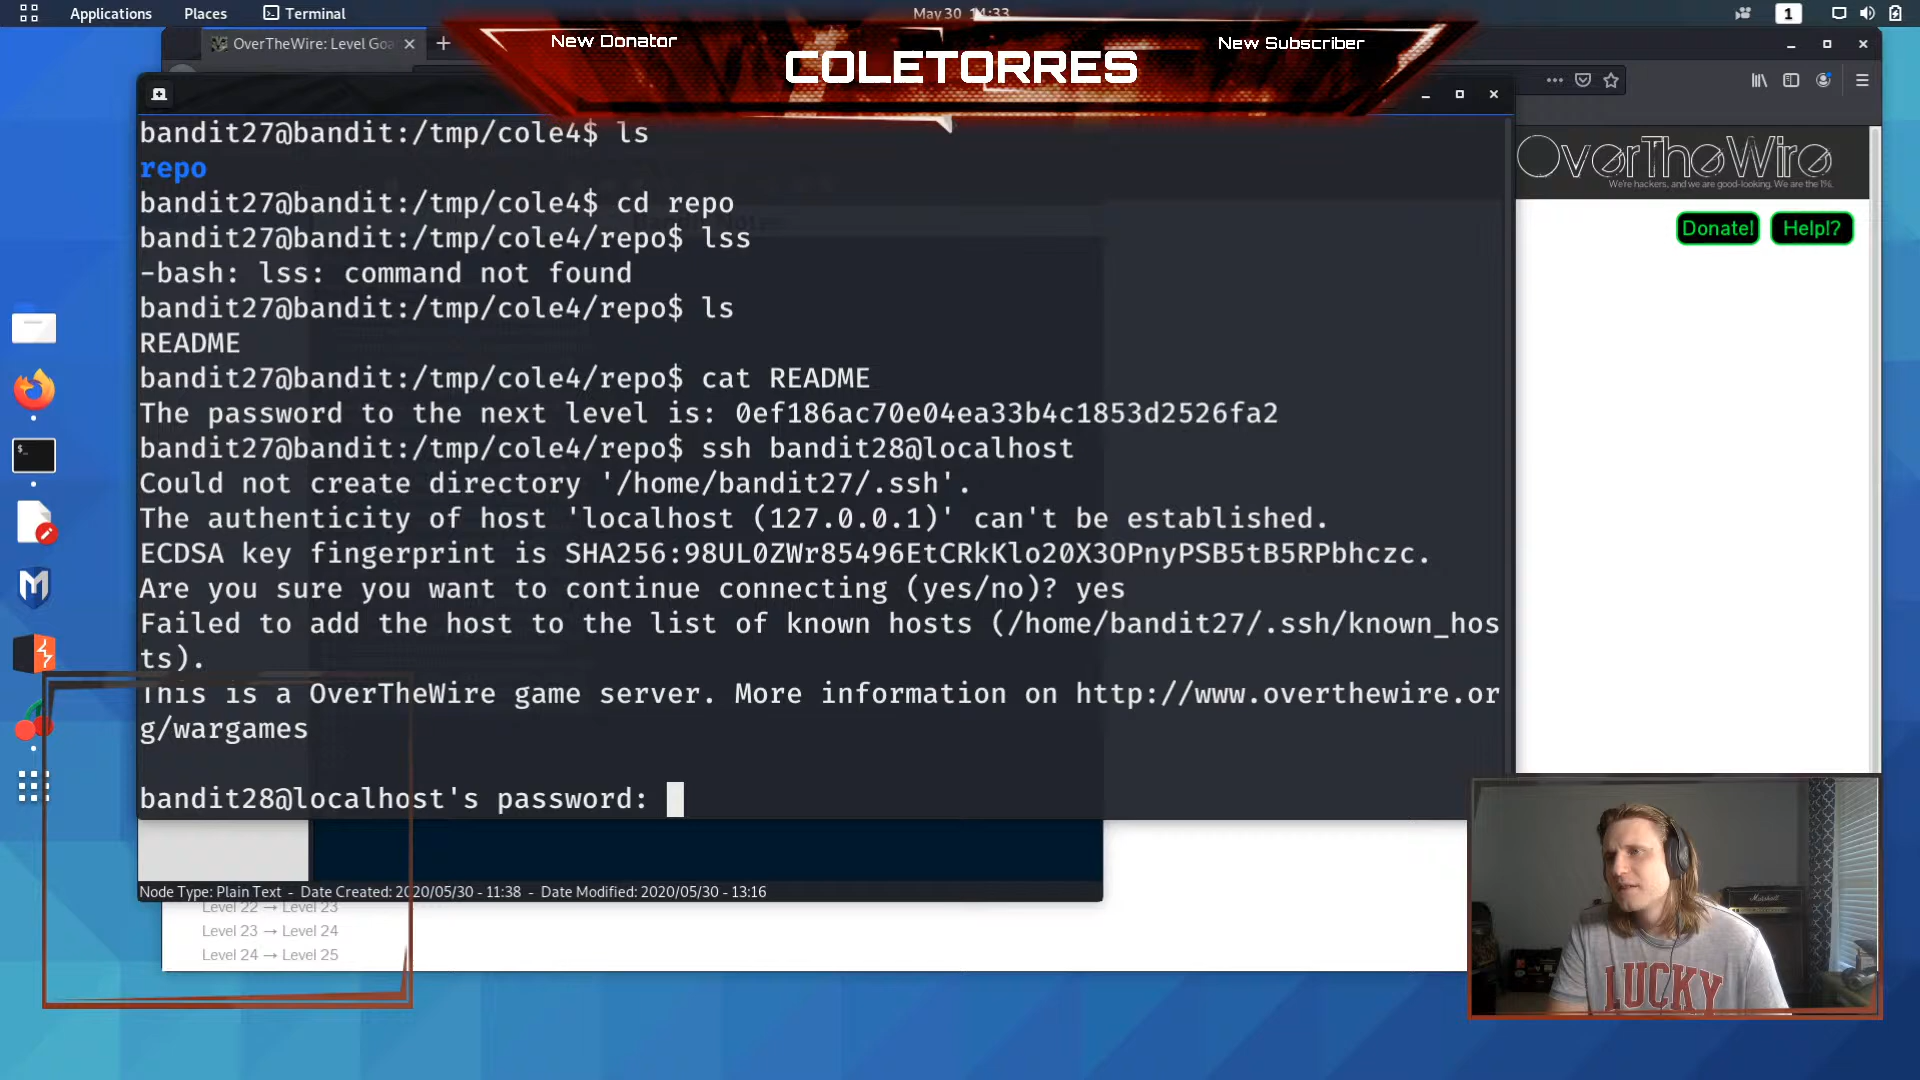 Applications Places Terminal May 30 14:33 1
OverTheWire: Level Goa
New Donator
COLETORRES
New Subscriber
bandit27@bandit:/tmp/cole4$ ls
repo
bandit27@bandit:/tmp/cole4$ cd repo
bandit27@bandit:/tmp/cole4/repo$ lss
-bash: lss: command not found
bandit27@bandit:/tmp/cole4/repo$ ls
README
bandit27@bandit:/tmp/cole4/repo$ cat README
The password to the next level is: 0ef186ac70e04ea33b4c1853d2526fa2
bandit27@bandit:/tmp/cole4/repo$ ssh bandit28@localhost
Could not create directory '/home/bandit27/.ssh'.
The authenticity of host 'localhost (127.0.0.1)' can't be established.
ECDSA key fingerprint is SHA256:98UL0ZWr85496EtCRkKlo20X3OPnyPSB5tB5RPbhczc.
Are you sure you want to continue connecting (yes/no)? yes
Failed to add the host to the list of known hosts (/home/bandit27/.ssh/known_hos
ts).
This is a OverTheWire game server. More information on http://www.overthewire.or
g/wargames
bandit28@localhost's password:
OverTheWire
We're hackers, and we are good-looking. We are the 1%.
Donate! Help!?
Node Type: Plain Text - Date Created: 2020/05/30 - 11:38 - Date Modified: 2020/05/30 - 13:16
Level 22 → Level 23
Level 23 → Level 24
Level 24 → Level 25
Marshall
LUCKY